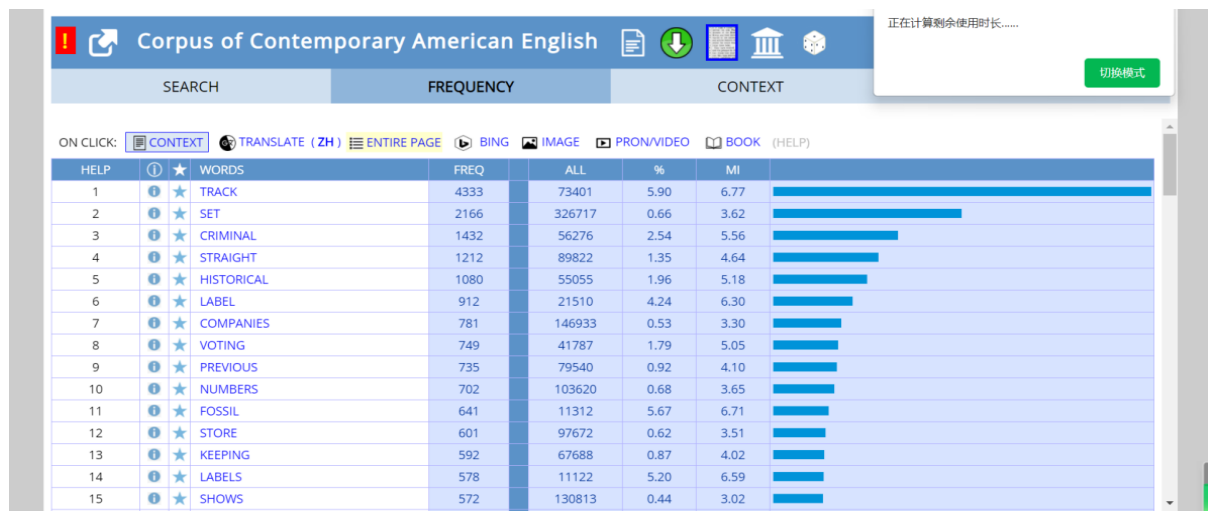 ! Corpus of Contemporary American English
正在计算剩余使用时长......
切换模式
SEARCH FREQUENCY CONTEXT
ON CLICK: CONTEXT TRANSLATE (ZH) ENTIRE PAGE BING IMAGE PRON/VIDEO BOOK (HELP)
HELP WORDS FREQ ALL % MI
1 TRACK 4333 73401 5.90 6.77
2 SET 2166 326717 0.66 3.62
3 CRIMINAL 1432 56276 2.54 5.56
4 STRAIGHT 1212 89822 1.35 4.64
5 HISTORICAL 1080 55055 1.96 5.18
6 LABEL 912 21510 4.24 6.30
7 COMPANIES 781 146933 0.53 3.30
8 VOTING 749 41787 1.79 5.05
9 PREVIOUS 735 79540 0.92 4.10
10 NUMBERS 702 103620 0.68 3.65
11 FOSSIL 641 11312 5.67 6.71
12 STORE 601 97672 0.62 3.51
13 KEEPING 592 67688 0.87 4.02
14 LABELS 578 11122 5.20 6.59
15 SHOWS 572 130813 0.44 3.02